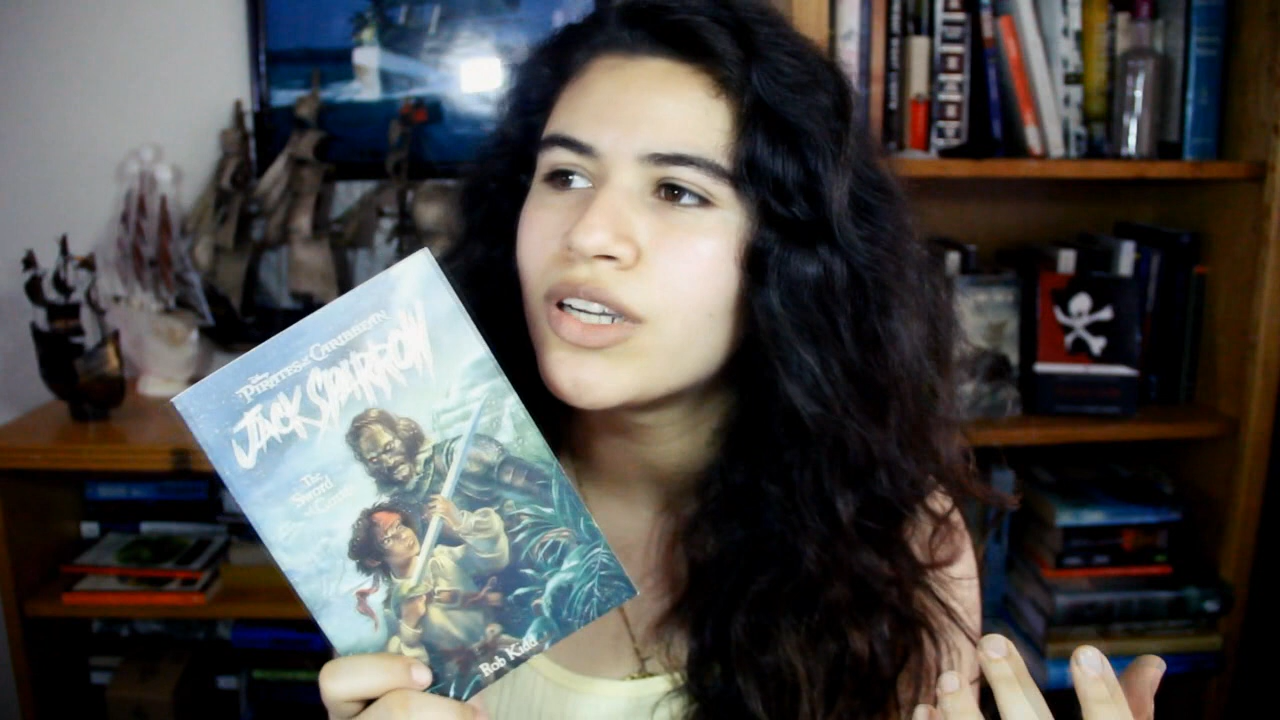 Disney
PIRATES of the CARIBBEAN
JACK SPARROW
The
Sword
of Cortés
Rob Kidd